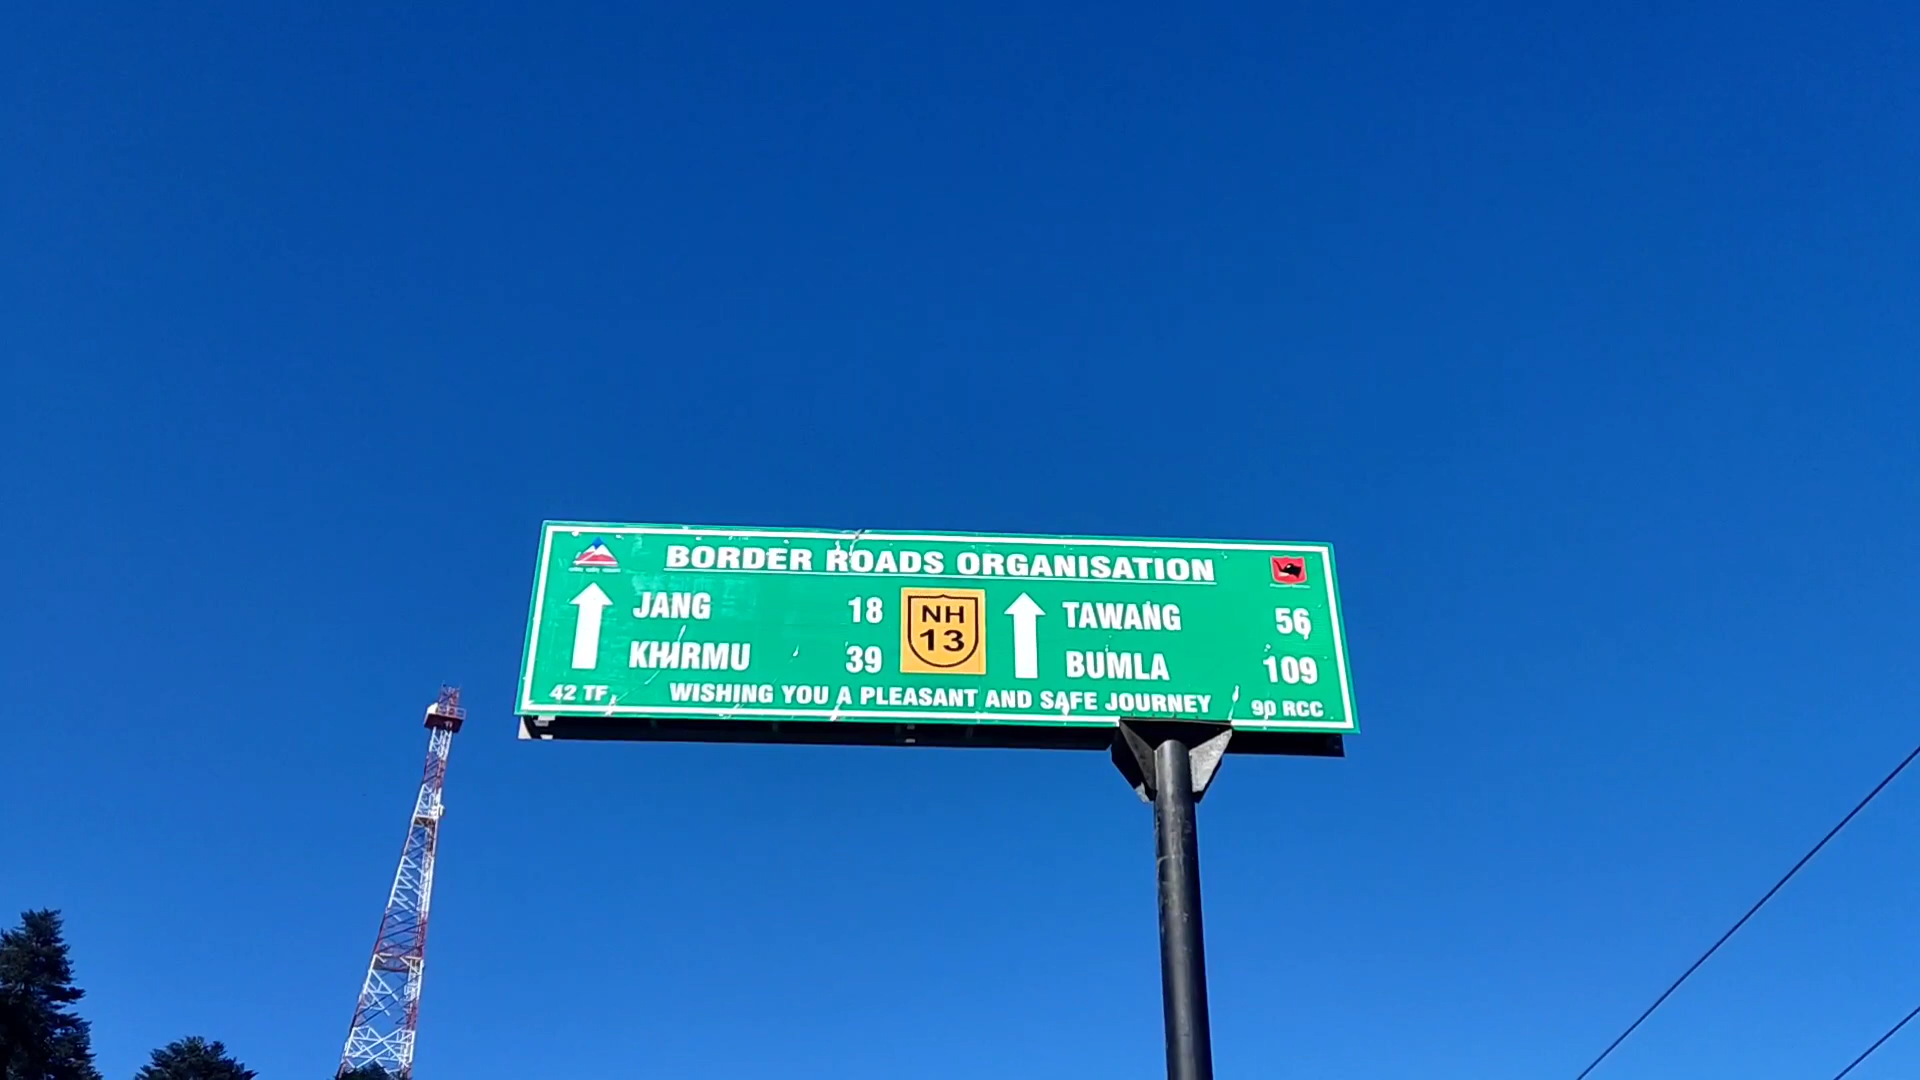 BORDER ROADS ORGANISATION
JANG 18
KHIRMU 39
NH
13
TAWANG 56
BUMLA 109
42 TF
WISHING YOU A PLEASANT AND SAFE JOURNEY
90 RCC